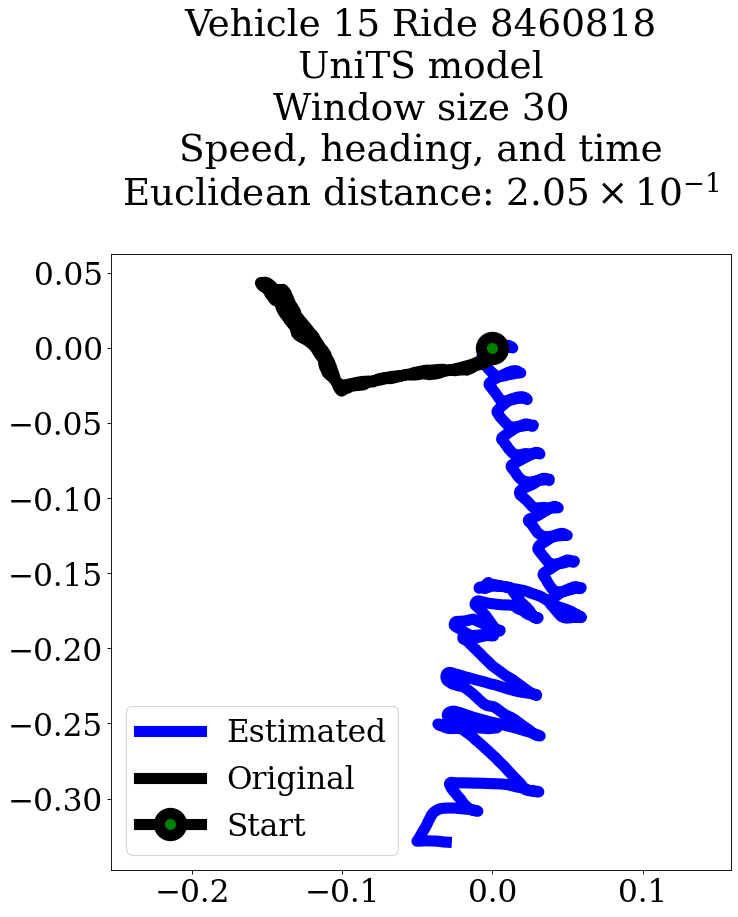 Vehicle 15 Ride 8460818
UniTS model
Window size 30
Speed, heading, and time
Euclidean distance: 2.05 × 10⁻¹
0.05
0.00
−0.05
−0.10
−0.15
−0.20
−0.25
−0.30
Estimated
Original
Start
−0.2 −0.1 0.0 0.1